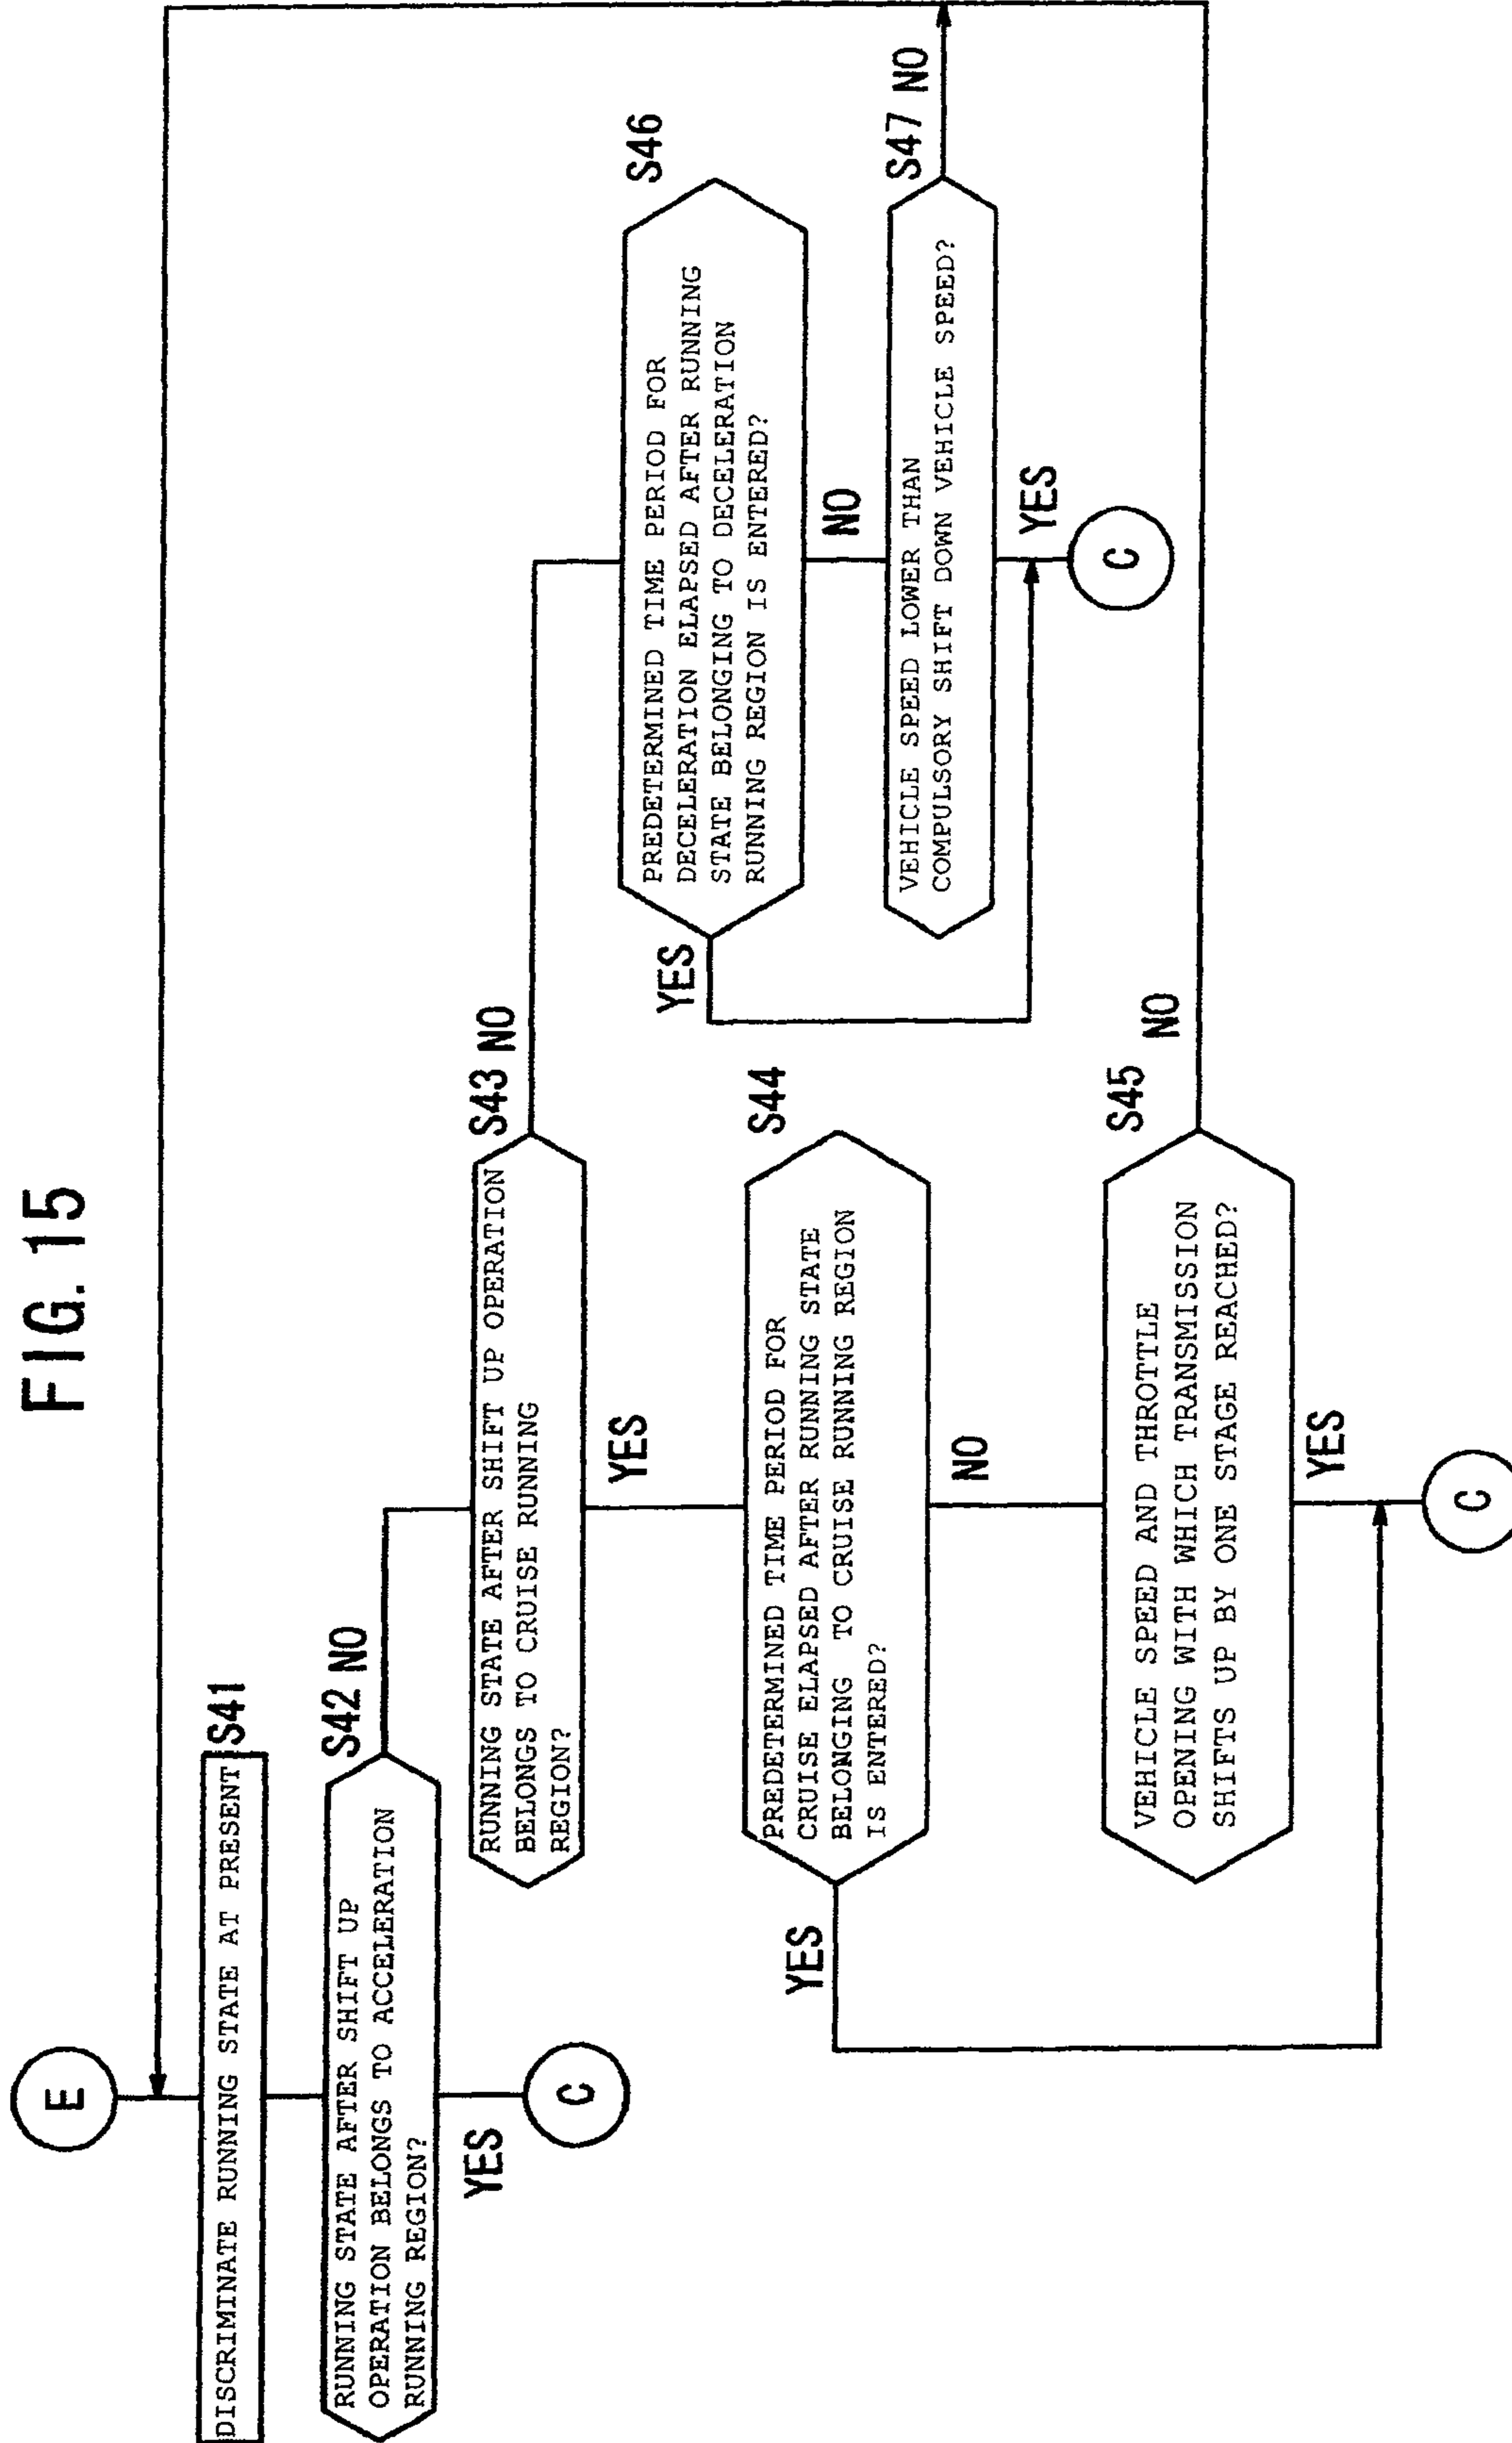 FIG. 15
E
DISCRIMINATE RUNNING STATE AT PRESENT
S41
RUNNING STATE AFTER SHIFT UP
OPERATION BELONGS TO ACCELERATION
RUNNING REGION?
S42
NO
YES
C
RUNNING STATE AFTER SHIFT UP OPERATION
BELONGS TO CRUISE RUNNING
REGION?
S43
NO
YES
PREDETERMINED TIME PERIOD FOR
CRUISE ELAPSED AFTER RUNNING STATE
BELONGING TO CRUISE RUNNING REGION
IS ENTERED?
S44
YES
NO
VEHICLE SPEED AND THROTTLE
OPENING WITH WHICH TRANSMISSION
SHIFTS UP BY ONE STAGE REACHED?
S45
NO
YES
C
PREDETERMINED TIME PERIOD FOR
DECELERATION ELAPSED AFTER RUNNING
STATE BELONGING TO DECELERATION
RUNNING REGION IS ENTERED?
S46
YES
NO
VEHICLE SPEED LOWER THAN
COMPULSORY SHIFT DOWN VEHICLE SPEED?
S47
NO
YES
C